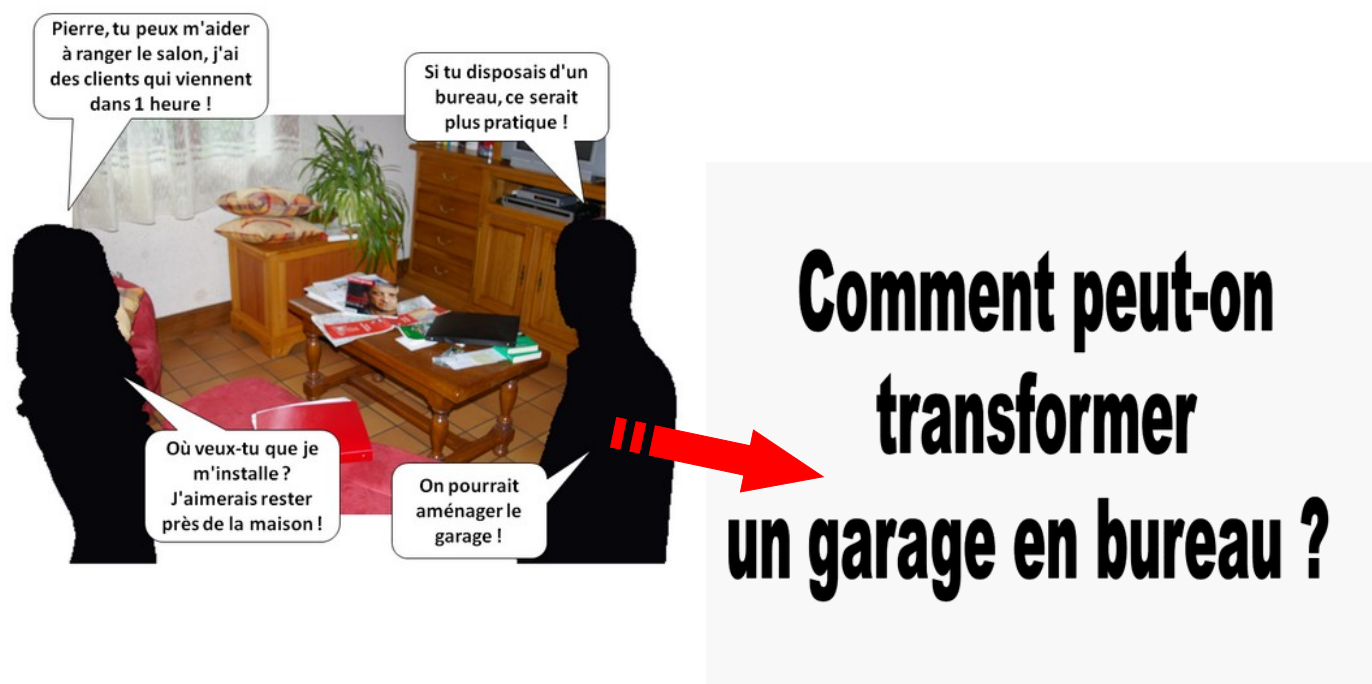 Pierre, tu peux m'aider
à ranger le salon, j'ai
des clients qui viennent
dans 1 heure !
Si tu disposais d'un
bureau, ce serait
plus pratique !
Où veux-tu que je
m'installe ?
J'aimerais rester
près de la maison !
On pourrait
aménager le
garage !
Comment peut-on
transformer
un garage en bureau ?